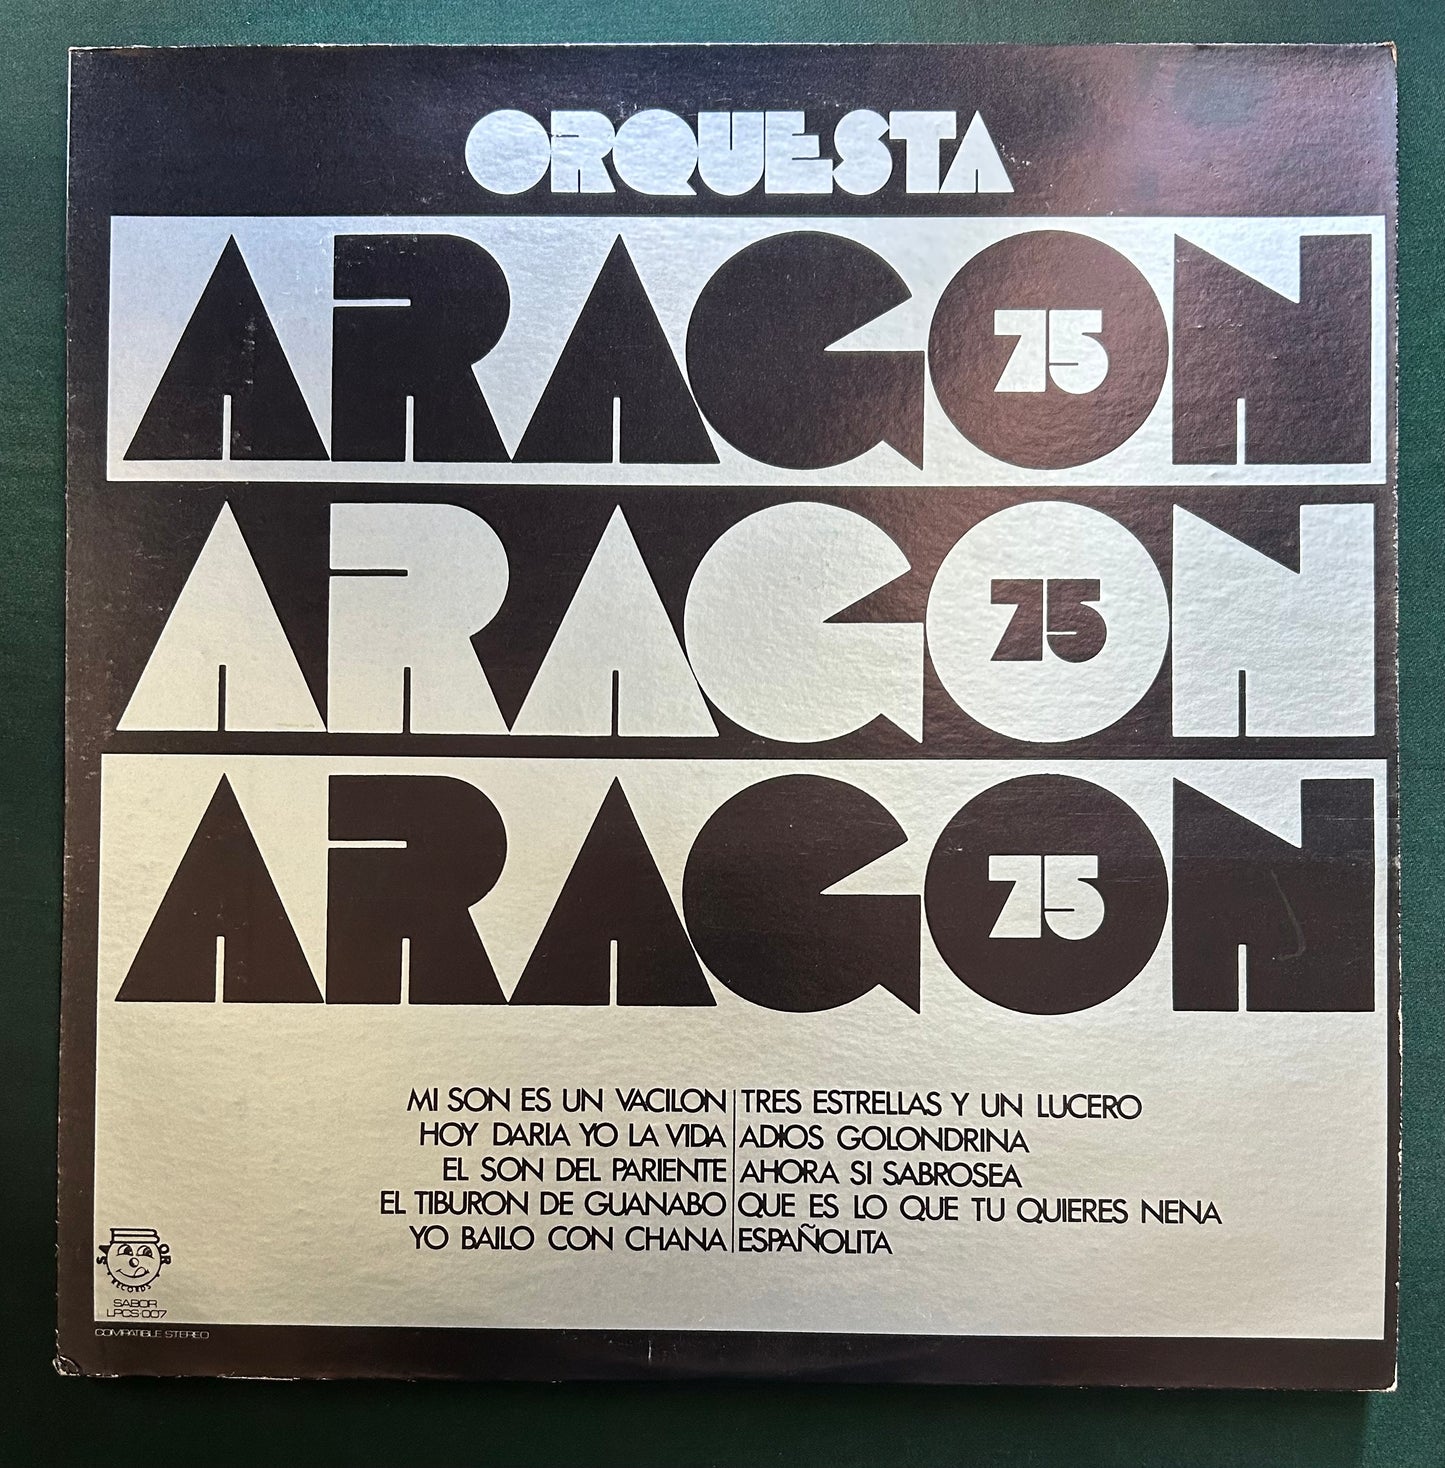 ORQUESTA
ARAGON 75
ARAGON 75
ARAGON 75
MI SON ES UN VACILON
HOY DARIA YO LA VIDA
EL SON DEL PARIENTE
EL TIBURON DE GUANABO
YO BAILO CON CHANA
TRES ESTRELLAS Y UN LUCERO
ADIOS GOLONDRINA
AHORA SI SABROSEA
QUE ES LO QUE TU QUIERES NENA
ESPAÑOLITA
SABOR
RECORDS
SABOR
LPCS-007
COMPATIBLE STEREO